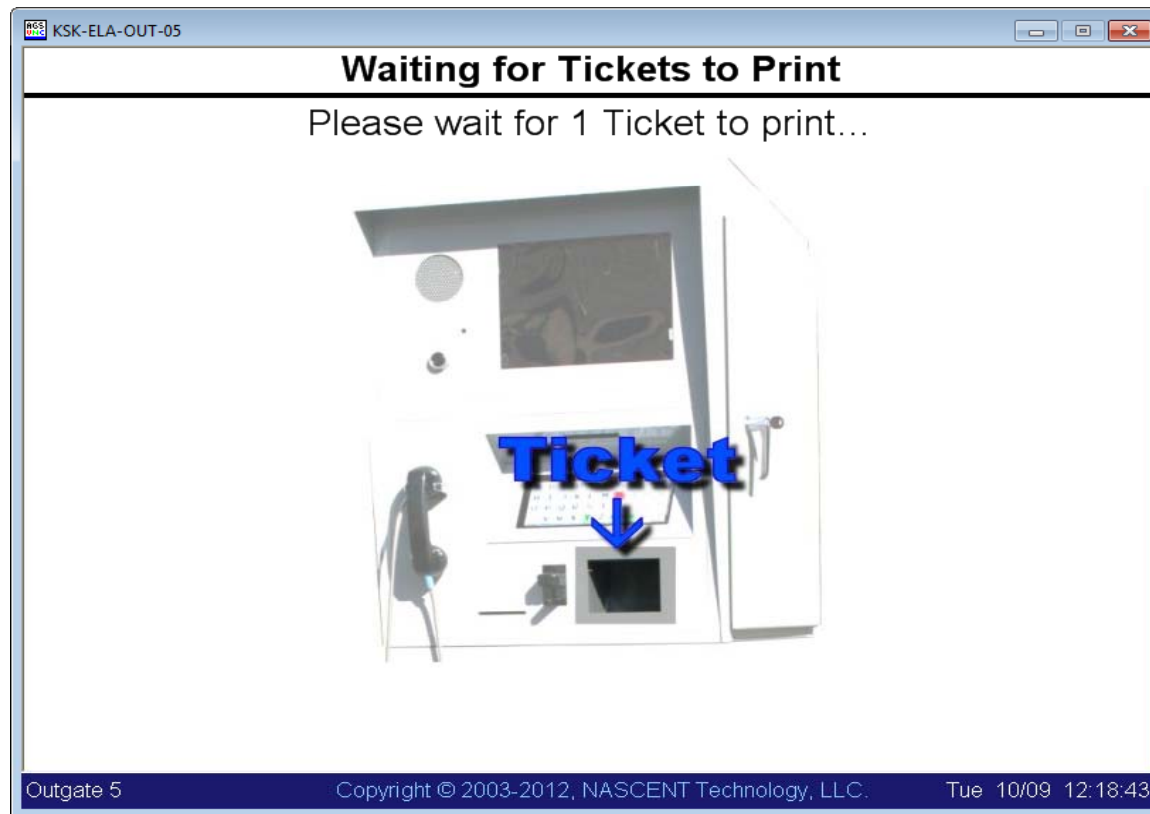 KSK-ELA-OUT-05
Waiting for Tickets to Print
Please wait for 1 Ticket to print...
Ticket
Outgate 5 Copyright © 2003-2012, NASCENT Technology, LLC. Tue 10/09 12:18:43